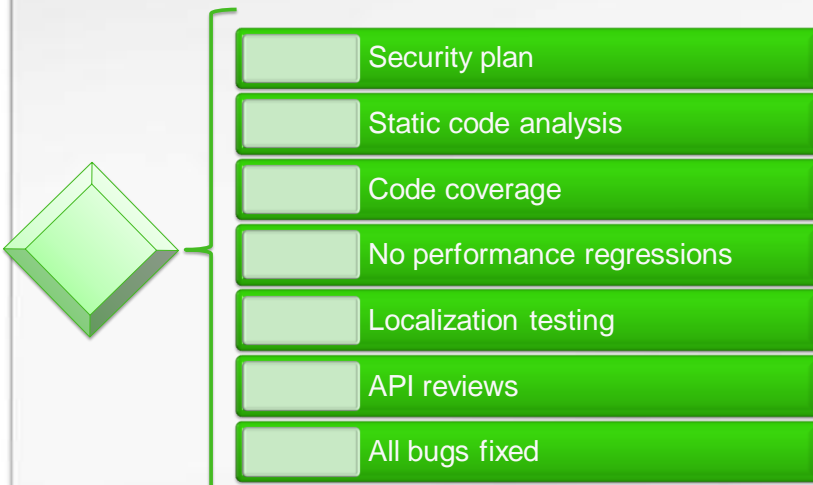 Security plan
Static code analysis
Code coverage
No performance regressions
Localization testing
API reviews
All bugs fixed